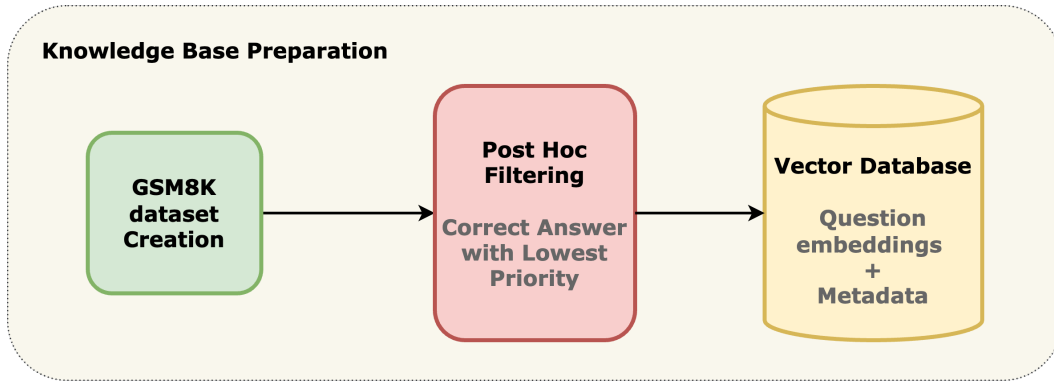 Knowledge Base Preparation
GSM8K
dataset
Creation
Post Hoc
Filtering
Correct Answer
with Lowest
Priority
Vector Database
Question
embeddings
+
Metadata